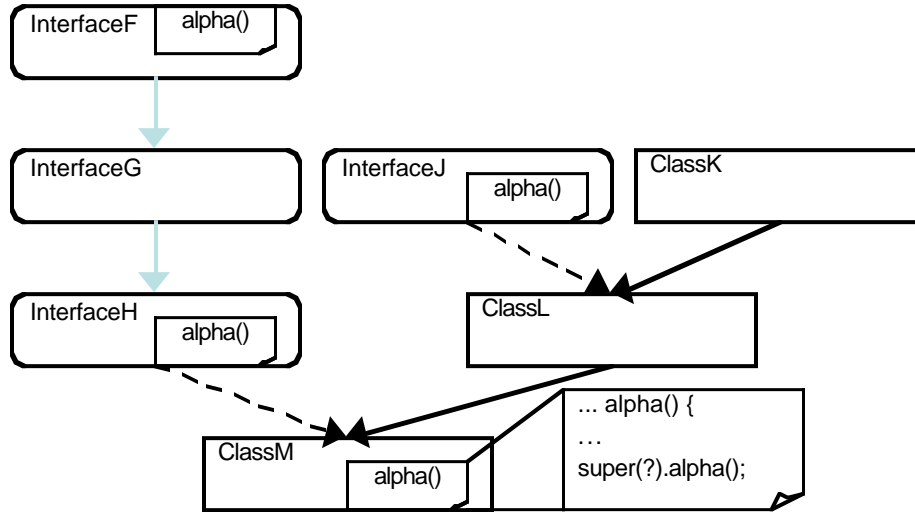 InterfaceF
alpha()
InterfaceG
InterfaceJ
alpha()
ClassK
InterfaceH
alpha()
ClassL
ClassM
alpha()
... alpha() {
...
super(?).alpha();